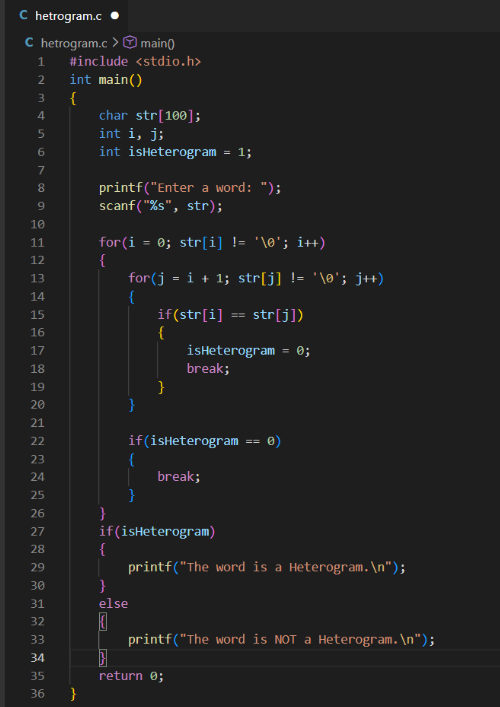 hetrogram.c
hetrogram.c > main()
1 #include <stdio.h>
2 int main()
3 {
4     char str[100];
5     int i, j;
6     int isHeterogram = 1;
7
8     printf("Enter a word: ");
9     scanf("%s", str);
10
11     for(i = 0; str[i] != '\0'; i++)
12     {
13         for(j = i + 1; str[j] != '\0'; j++)
14         {
15             if(str[i] == str[j])
16             {
17                 isHeterogram = 0;
18                 break;
19             }
20         }
21
22         if(isHeterogram == 0)
23         {
24             break;
25         }
26     }
27     if(isHeterogram)
28     {
29         printf("The word is a Heterogram.\n");
30     }
31     else
32     {
33         printf("The word is NOT a Heterogram.\n");
34     }
35     return 0;
36 }